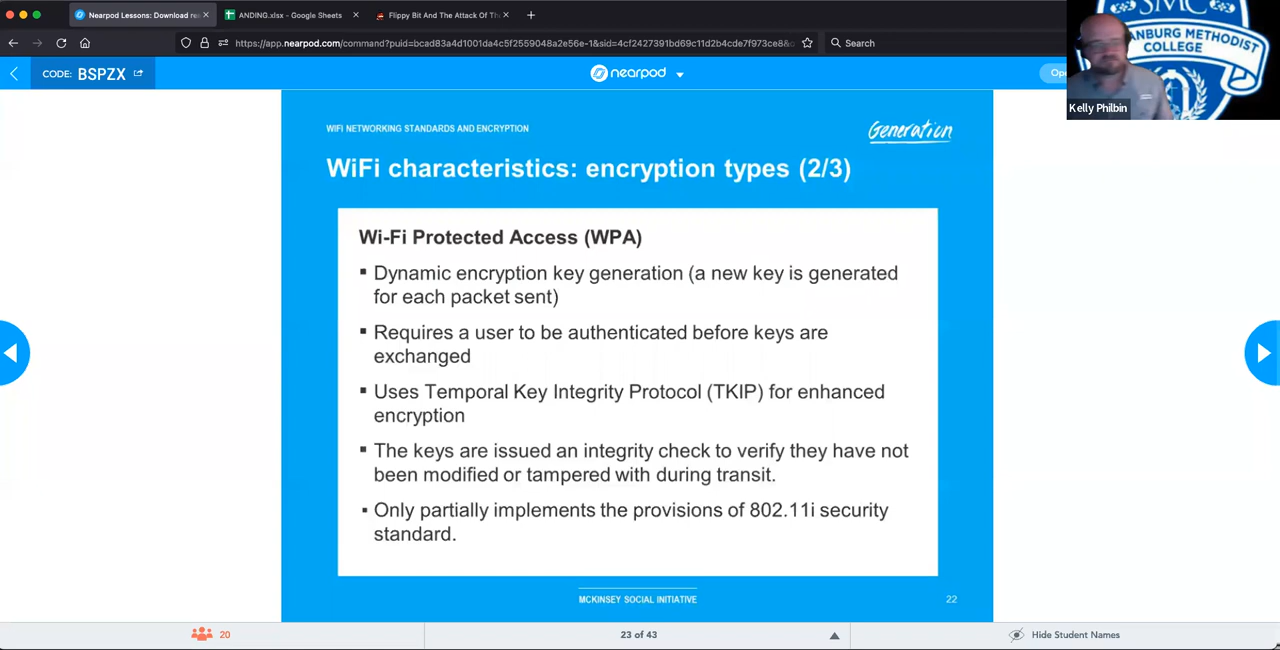 Nearpod Lessons: Download re
ANDING.xlsx - Google Sheets
Flippy Bit And The Attack Of Th
https://app.nearpod.com/command?puid=bcad83a4d1001da4c5f2559048a2e56e-1&sid=4cf2427391bd69c11d2b4cde7f973ce8&
Search
CODE: BSPZX
nearpod
Op
SMC
ANBURG METHODIST
COLLEGE
Kelly Philbin
WIFI NETWORKING STANDARDS AND ENCRYPTION
Generation
WiFi characteristics: encryption types (2/3)
Wi-Fi Protected Access (WPA)
▪ Dynamic encryption key generation (a new key is generated
for each packet sent)
▪ Requires a user to be authenticated before keys are
exchanged
▪ Uses Temporal Key Integrity Protocol (TKIP) for enhanced
encryption
▪ The keys are issued an integrity check to verify they have not
been modified or tampered with during transit.
▪ Only partially implements the provisions of 802.11i security
standard.
MCKINSEY SOCIAL INITIATIVE
22
20
23 of 43
Hide Student Names